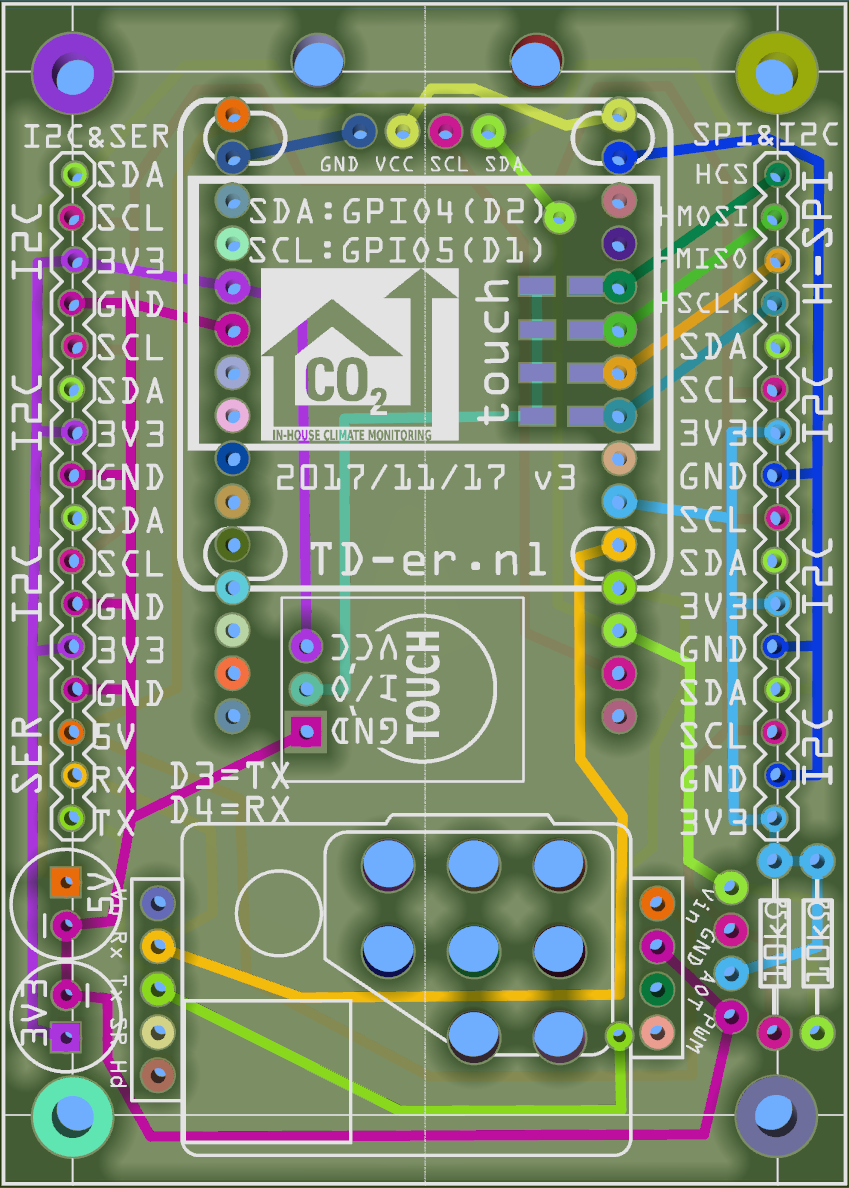 I2C&SER
SPI&I2C
GND VCC SCL SDA
SDA
SCL
3V3
GND
SCL
SDA
3V3
GND
SDA
SCL
GND
3V3
GND
5V
RX
TX
I2C
I2C
I2C
SER
SDA:GPIO4(D2)
SCL:GPIO5(D1)
touch
CO2
IN-HOUSE CLIMATE MONITORING
2017/11/17 v3
TD-er.nl
HCS
HMOSI
HMISO
HSCLK
SDA
SCL
3V3
GND
SCL
SDA
3V3
GND
SDA
SCL
GND
3V3
H-SPI
I2C
I2C
I2C
VCC
I/O
GND
TOUCH
D3=TX
D4=RX
5V
3V3
Rx
Tx
SR
Hd
Vin
GND
AOT
PWM
10kΩ
10kΩ